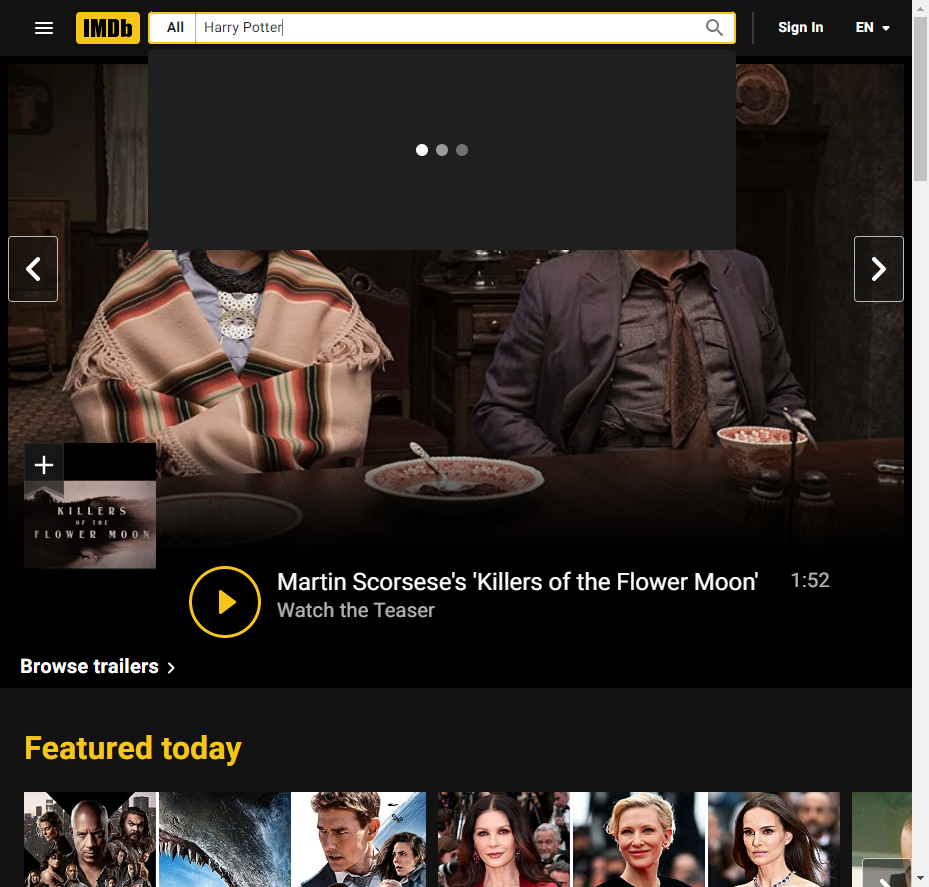 IMDb
All
Harry Potter
Sign In
EN
KILLERS
OF THE
FLOWER MOON
Martin Scorsese's 'Killers of the Flower Moon'
1:52
Watch the Teaser
Browse trailers
Featured today